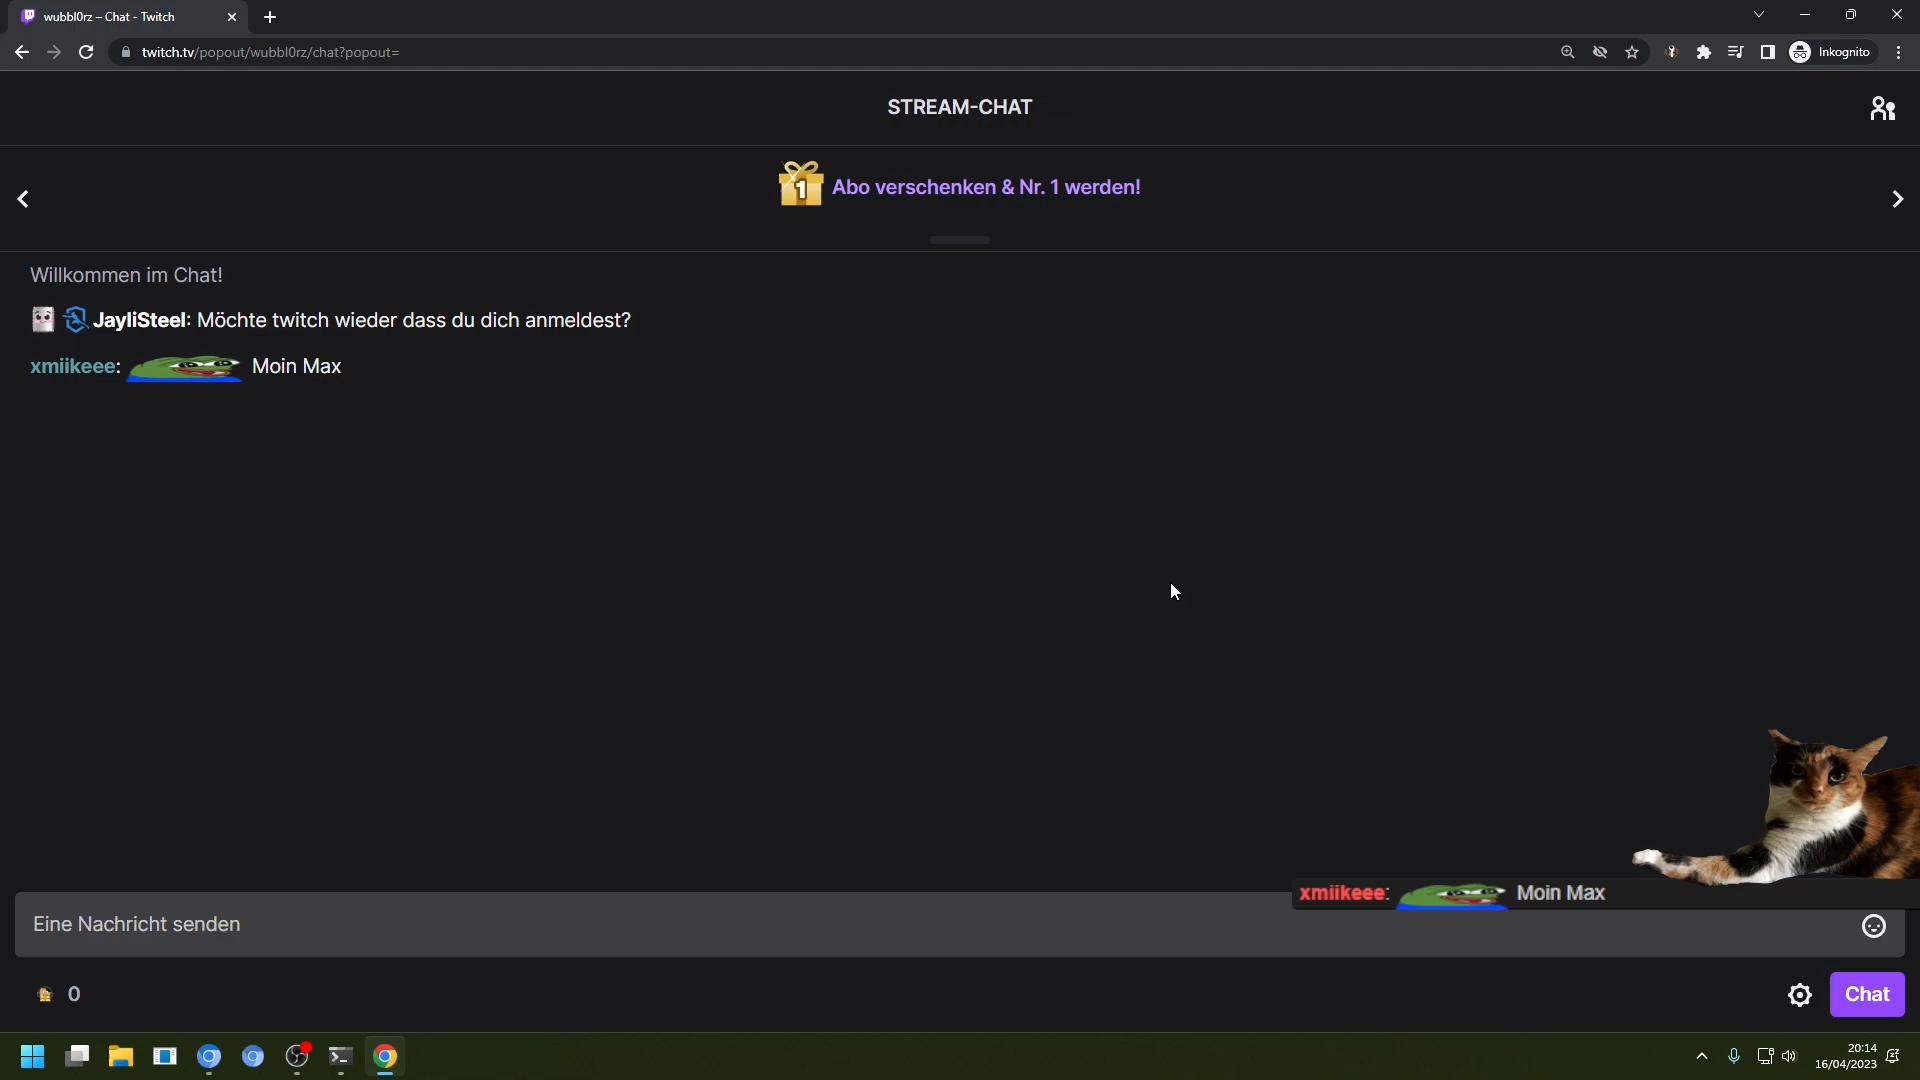 wubbl0rz – Chat - Twitch
twitch.tv/popout/wubbl0rz/chat?popout=
Inkognito
STREAM-CHAT
1 Abo verschenken & Nr. 1 werden!
Willkommen im Chat!
JayliSteel: Möchte twitch wieder dass du dich anmeldest?
xmiikeee: Moin Max
xmiikeee: Moin Max
Eine Nachricht senden
0
Chat
20:14
16/04/2023